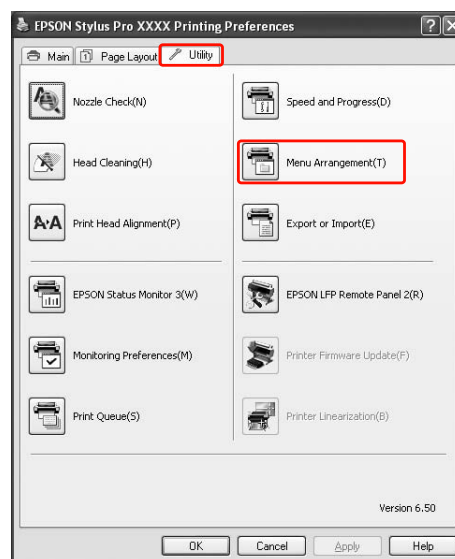 EPSON Stylus Pro XXXX Printing Preferences
Main Page Layout Utility
Nozzle Check(N)
Speed and Progress(D)
Head Cleaning(H)
Menu Arrangement(T)
Print Head Alignment(P)
Export or Import(E)
EPSON Status Monitor 3(W)
EPSON LFP Remote Panel 2(R)
Monitoring Preferences(M)
Printer Firmware Update(F)
Print Queue(S)
Printer Linearization(B)
Version 6.50
OK Cancel Apply Help